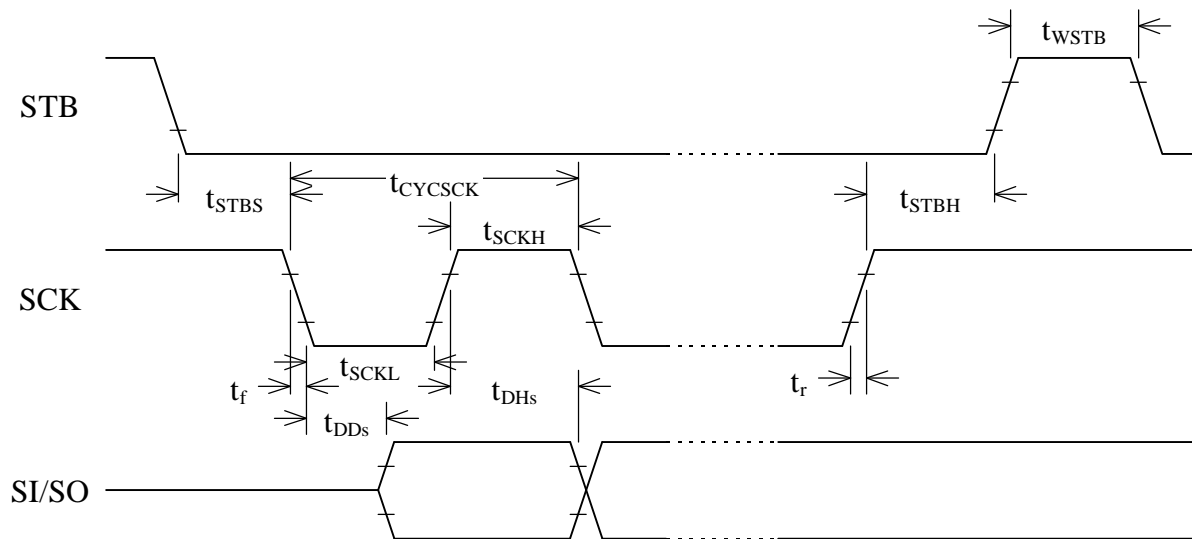 t_WSTB
STB
t_STBS
t_CYCSCK
t_STBH
t_SCKH
SCK
t_SCKL
t_f
t_DHs
t_r
t_DDs
SI/SO